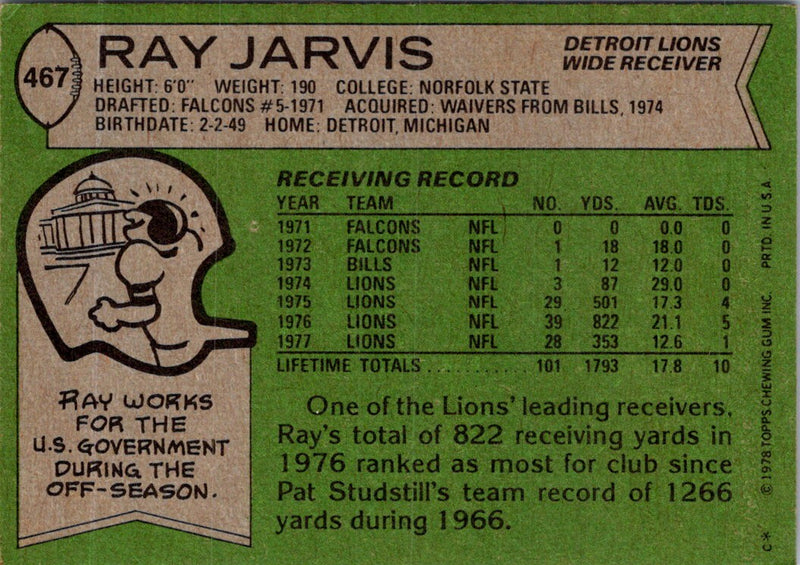 467
RAY JARVIS
DETROIT LIONS
WIDE RECEIVER
HEIGHT: 6'0" WEIGHT: 190 COLLEGE: NORFOLK STATE
DRAFTED: FALCONS #5-1971 ACQUIRED: WAIVERS FROM BILLS, 1974
BIRTHDATE: 2-2-49 HOME: DETROIT, MICHIGAN
RECEIVING RECORD
YEAR TEAM NO. YDS. AVG. TDS.
1971 FALCONS NFL 0 0 0.0 0
1972 FALCONS NFL 1 18 18.0 0
1973 BILLS NFL 1 12 12.0 0
1974 LIONS NFL 3 87 29.0 0
1975 LIONS NFL 29 501 17.3 4
1976 LIONS NFL 39 822 21.1 5
1977 LIONS NFL 28 353 12.6 1
LIFETIME TOTALS........... 101 1793 17.8 10
RAY WORKS
FOR THE
U.S. GOVERNMENT
DURING THE
OFF-SEASON.
One of the Lions' leading receivers,
Ray's total of 822 receiving yards in
1976 ranked as most for club since
Pat Studstill's team record of 1266
yards during 1966.
C* © 1978 TOPPS CHEWING GUM INC. PRTD. IN U.S.A.